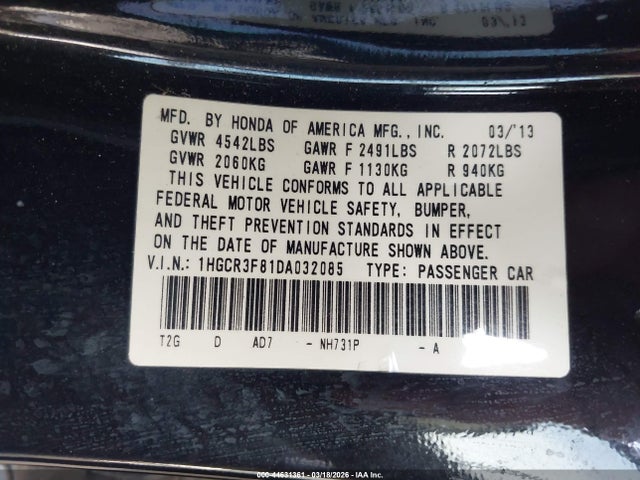 MFD. BY HONDA OF AMERICA MFG., INC. 03/'13
GVWR 4542LBS GAWR F 2491LBS R 2072LBS
GVWR 2060KG GAWR F 1130KG R 940KG
THIS VEHICLE CONFORMS TO ALL APPLICABLE
FEDERAL MOTOR VEHICLE SAFETY, BUMPER,
AND THEFT PREVENTION STANDARDS IN EFFECT
ON THE DATE OF MANUFACTURE SHOWN ABOVE.
V.I.N.: 1HGCR3F81DA032085 TYPE: PASSENGER CAR
T2G D AD7 - NH731P - A
000-44631361 - 03/18/2026 - IAA Inc.